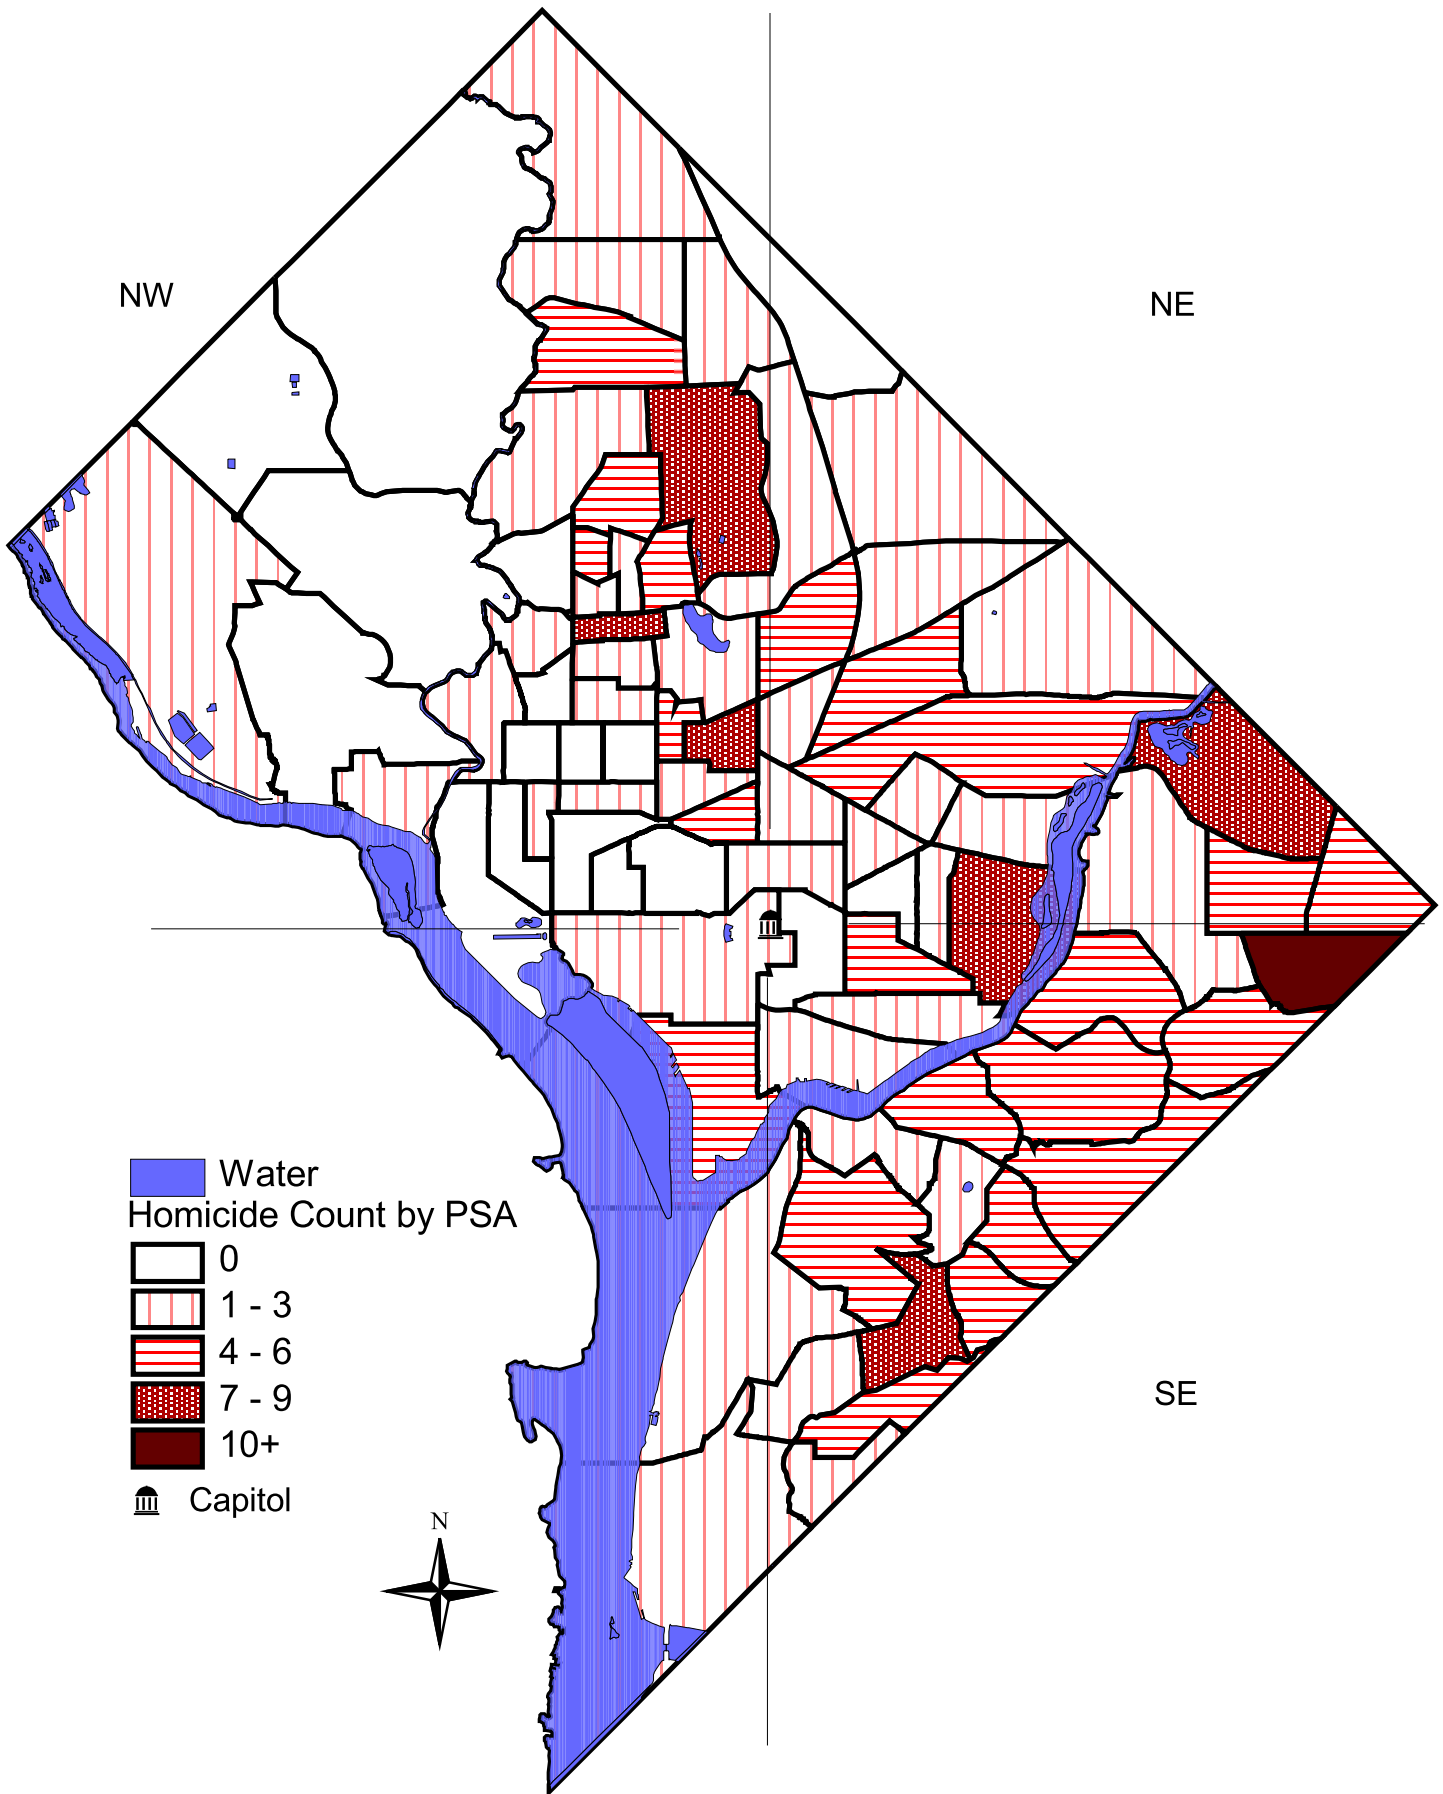 NW
NE
Water
Homicide Count by PSA
0
1 - 3
4 - 6
7 - 9
10+
Capitol
N
SE